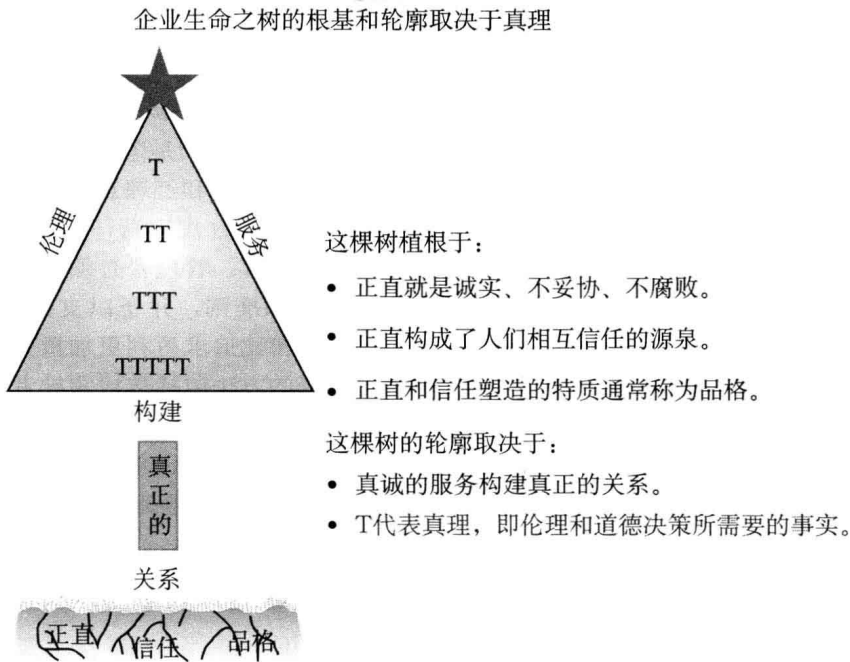 企业生命之树的根基和轮廓取决于真理
T
伦理
服务
TT
TTT
TTTTT
构建
真正的
关系
正直
信任
品格
这棵树植根于：
• 正直就是诚实、不妥协、不腐败。
• 正直构成了人们相互信任的源泉。
• 正直和信任塑造的特质通常称为品格。
这棵树的轮廓取决于：
• 真诚的服务构建真正的关系。
• T代表真理，即伦理和道德决策所需要的事实。